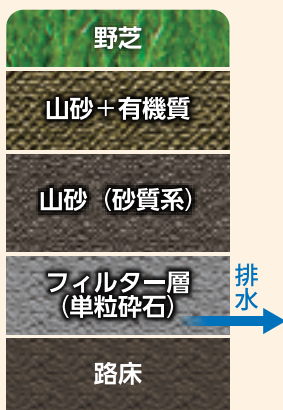 野芝
山砂＋有機質
山砂（砂質系）
フィルター層
（単粒砕石）
排水
路床